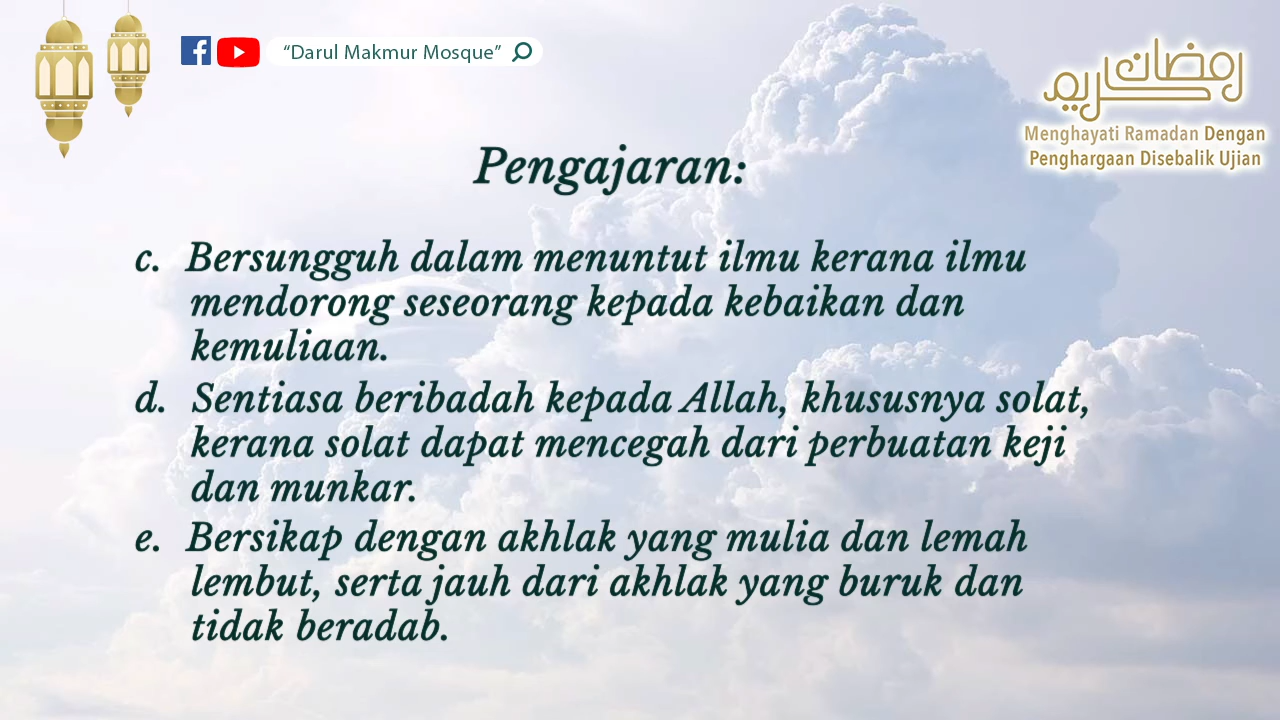 “Darul Makmur Mosque”
رمضان كريم
Menghayati Ramadan Dengan
Penghargaan Disebalik Ujian
Pengajaran:
c. Bersungguh dalam menuntut ilmu kerana ilmu
mendorong seseorang kepada kebaikan dan
kemuliaan.
d. Sentiasa beribadah kepada Allah, khususnya solat,
kerana solat dapat mencegah dari perbuatan keji
dan munkar.
e. Bersikap dengan akhlak yang mulia dan lemah
lembut, serta jauh dari akhlak yang buruk dan
tidak beradab.